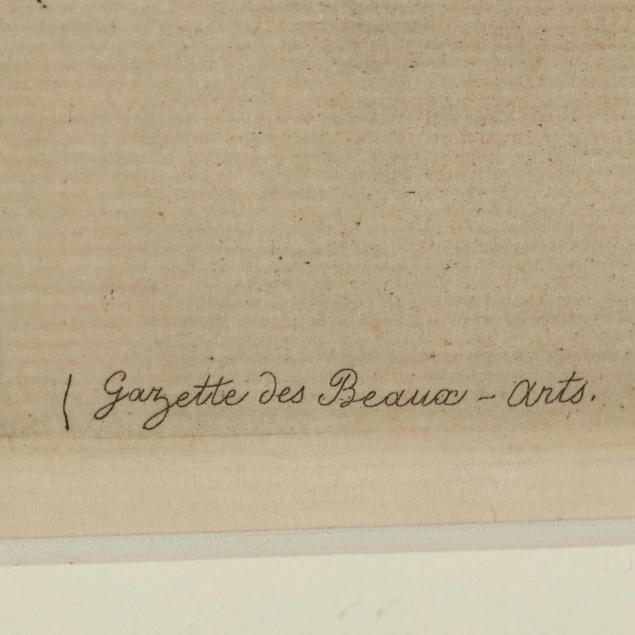 ( Gazette des Beaux - Arts.